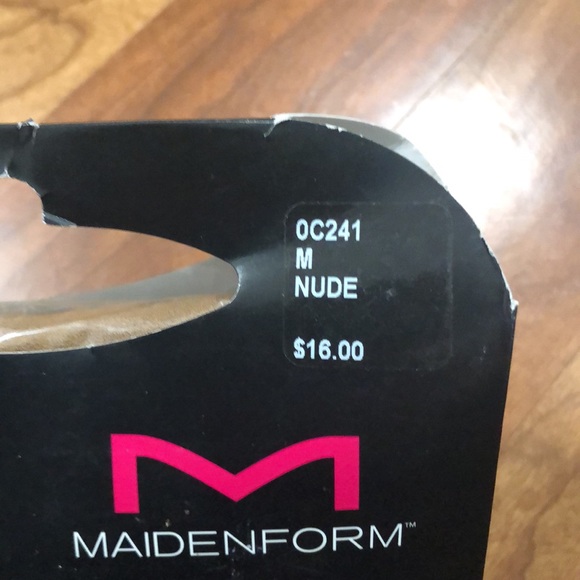 0C241
M
NUDE
$16.00
MAIDENFORM™